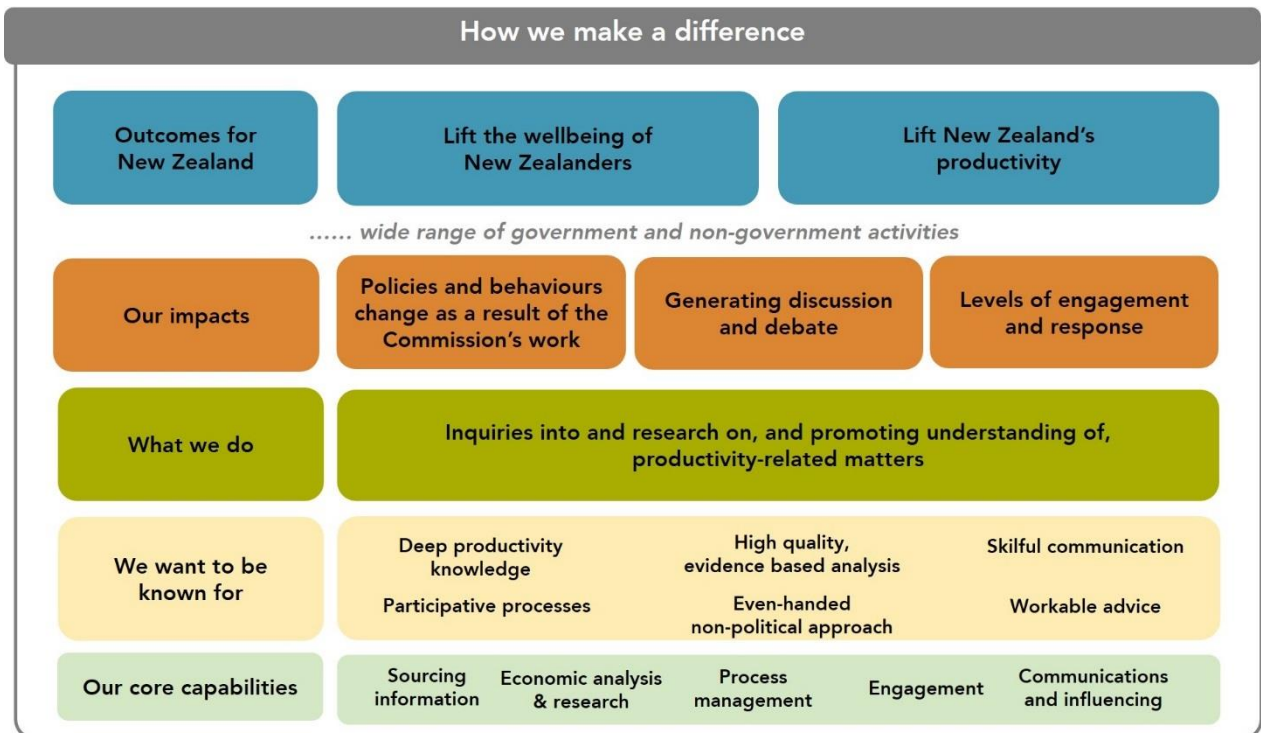 How we make a difference
Outcomes for
New Zealand
Lift the wellbeing of
New Zealanders
Lift New Zealand's
productivity
...... wide range of government and non-government activities
Our impacts
Policies and behaviours
change as a result of the
Commission's work
Generating discussion
and debate
Levels of engagement
and response
What we do
Inquiries into and research on, and promoting understanding of,
productivity-related matters
We want to be
known for
Deep productivity
knowledge
High quality,
evidence based analysis
Skilful communication
Participative processes
Even-handed
non-political approach
Workable advice
Our core capabilities
Sourcing
information
Economic analysis
& research
Process
management
Engagement
Communications
and influencing